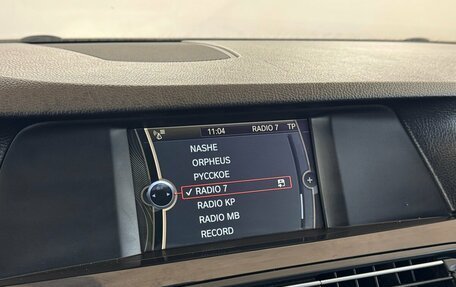 11:04 RADIO 7 TP
NASHE
ORPHEUS
РУССКОЕ
✓ RADIO 7
RADIO KP
RADIO MB
RECORD